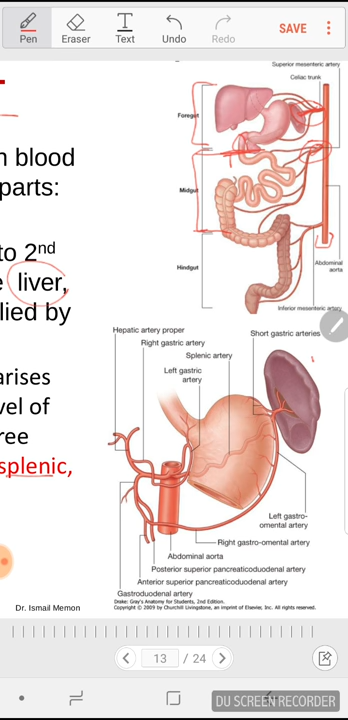 Pen
Eraser
Text
Undo
Redo
SAVE
Superior mesenteric artery
Celiac trunk
Foregut
n blood
parts:
Midgut
to 2nd
liver,
lied by
Hindgut
Abdominal
aorta
Inferior mesenteric artery
Hepatic artery proper
Right gastric artery
Short gastric arteries
Splenic artery
Left gastric
artery
arises
vel of
ree
splenic,
Left gastro-
omental artery
Right gastro-omental artery
Abdominal aorta
Posterior superior pancreaticoduodenal artery
Anterior superior pancreaticoduodenal artery
Gastroduodenal artery
Dr. Ismail Memon
Drake: Gray's Anatomy for Students, 2nd Edition.
Copyright © 2009 by Churchill Livingstone, an imprint of Elsevier, Inc. All rights reserved.
13 / 24
DU SCREEN RECORDER